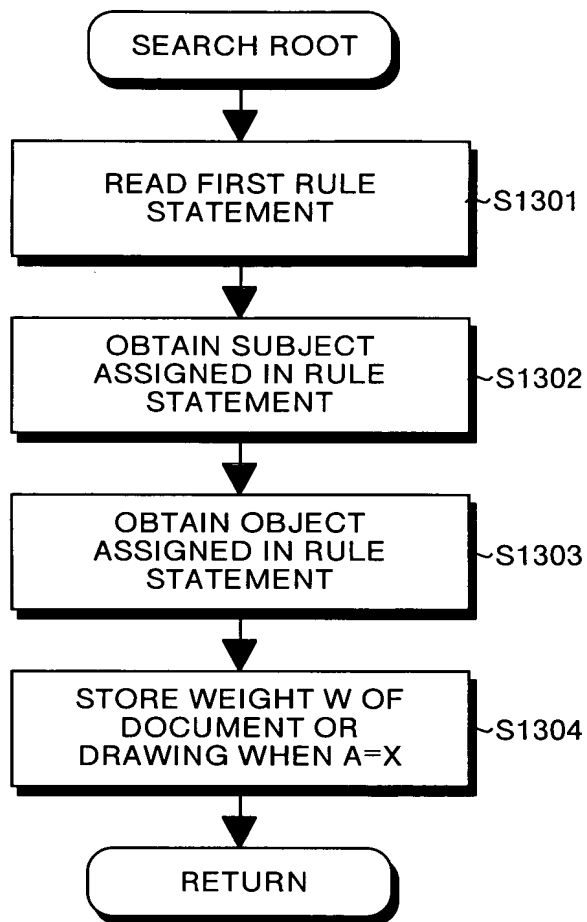 SEARCH ROOT
READ FIRST RULE
STATEMENT
S1301
OBTAIN SUBJECT
ASSIGNED IN RULE
STATEMENT
S1302
OBTAIN OBJECT
ASSIGNED IN RULE
STATEMENT
S1303
STORE WEIGHT W OF
DOCUMENT OR
DRAWING WHEN A=X
S1304
RETURN